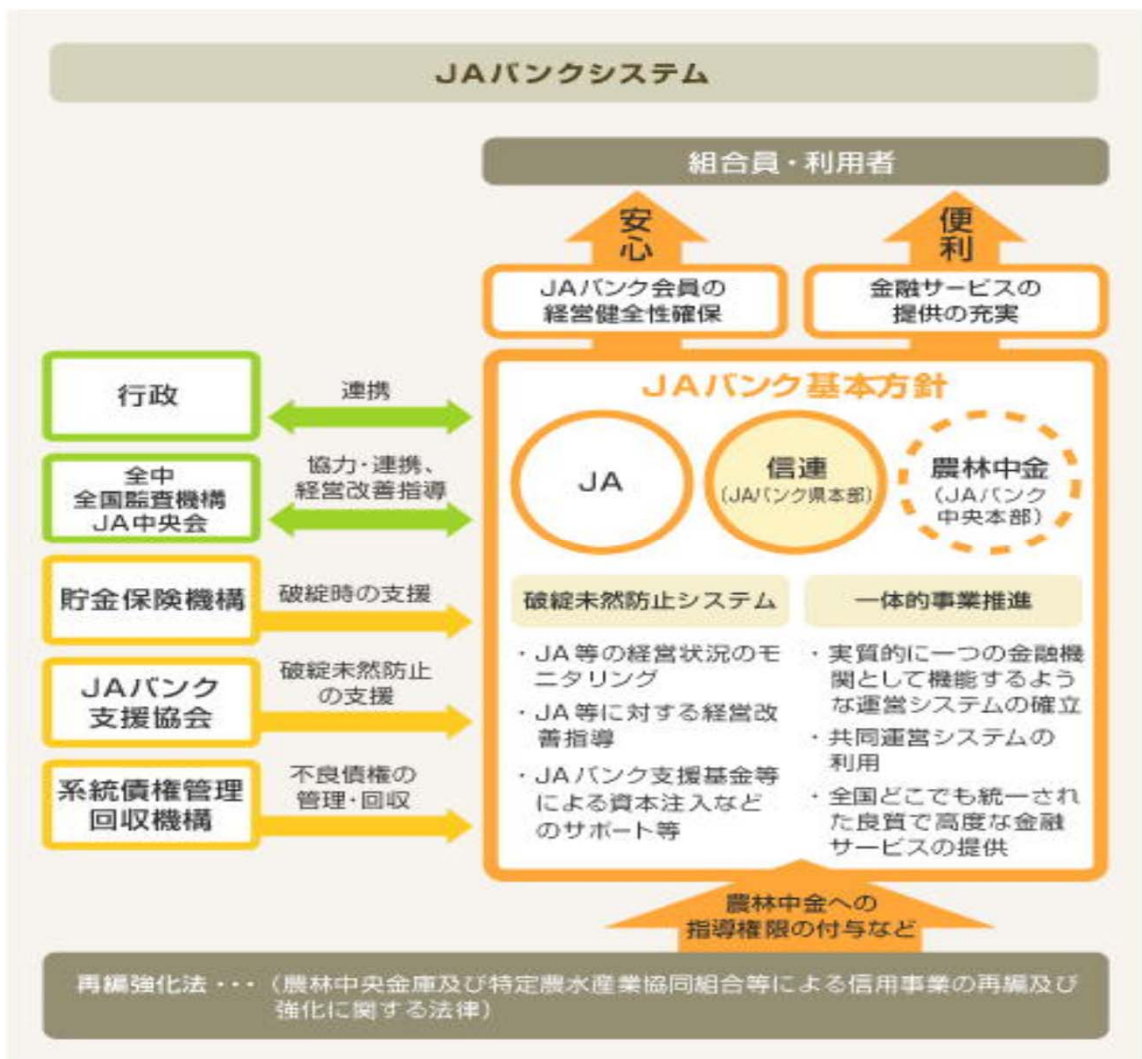 JAバンクシステム
組合員・利用者
安心
便利
JAバンク会員の
経営健全性確保
金融サービスの
提供の充実
行政
連携
全中
全国監査機構
JA中央会
協力・連携、
経営改善指導
貯金保険機構
破綻時の支援
JAバンク
支援協会
破綻未然防止
の支援
系統債権管理
回収機構
不良債権の
管理・回収
JAバンク基本方針
JA
信連
(JAバンク県本部)
農林中金
(JAバンク
中央本部)
破綻未然防止システム
・JA等の経営状況のモ
ニタリング
・JA等に対する経営改
善指導
・JAバンク支援基金等
による資本注入など
のサポート等
一体的事業推進
・実質的に一つの金融機
関として機能するよう
な運営システムの確立
・共同運営システムの
利用
・全国どこでも統一され
た良質で高度な金融
サービスの提供
農林中金への
指導権限の付与など
再編強化法・・・（農林中央金庫及び特定農水産業協同組合等による信用事業の再編及び
強化に関する法律）